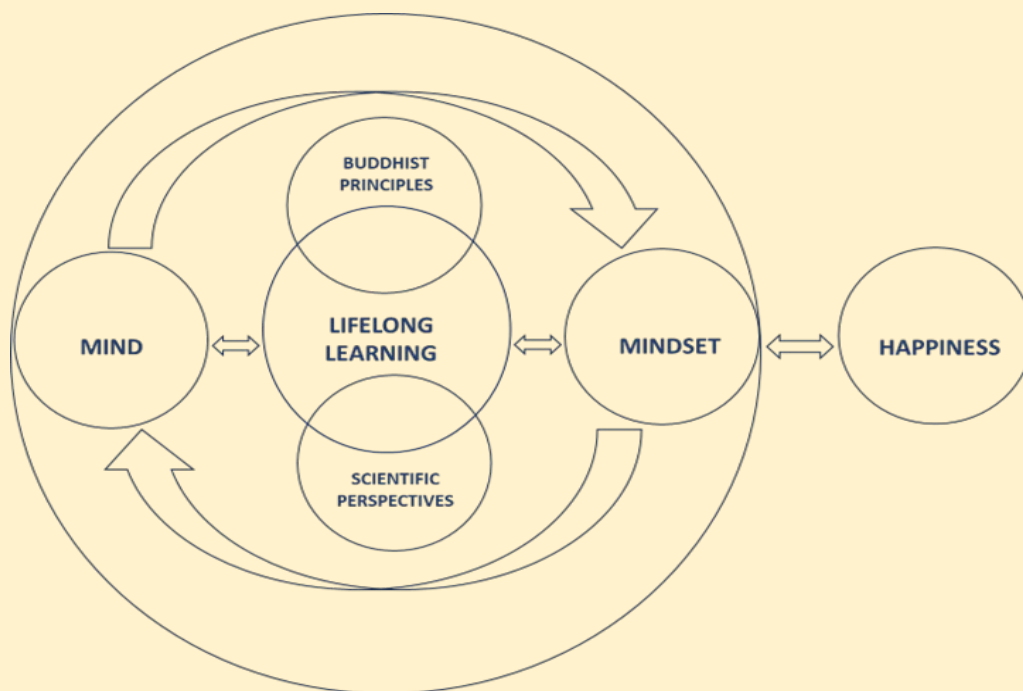 BUDDHIST
PRINCIPLES
MIND
LIFELONG
LEARNING
MINDSET
HAPPINESS
SCIENTIFIC
PERSPECTIVES